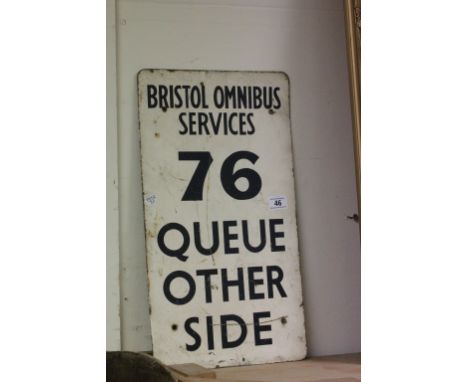 BRISTOL OMNIBUS
SERVICES
76
46
QUEUE
OTHER
SIDE